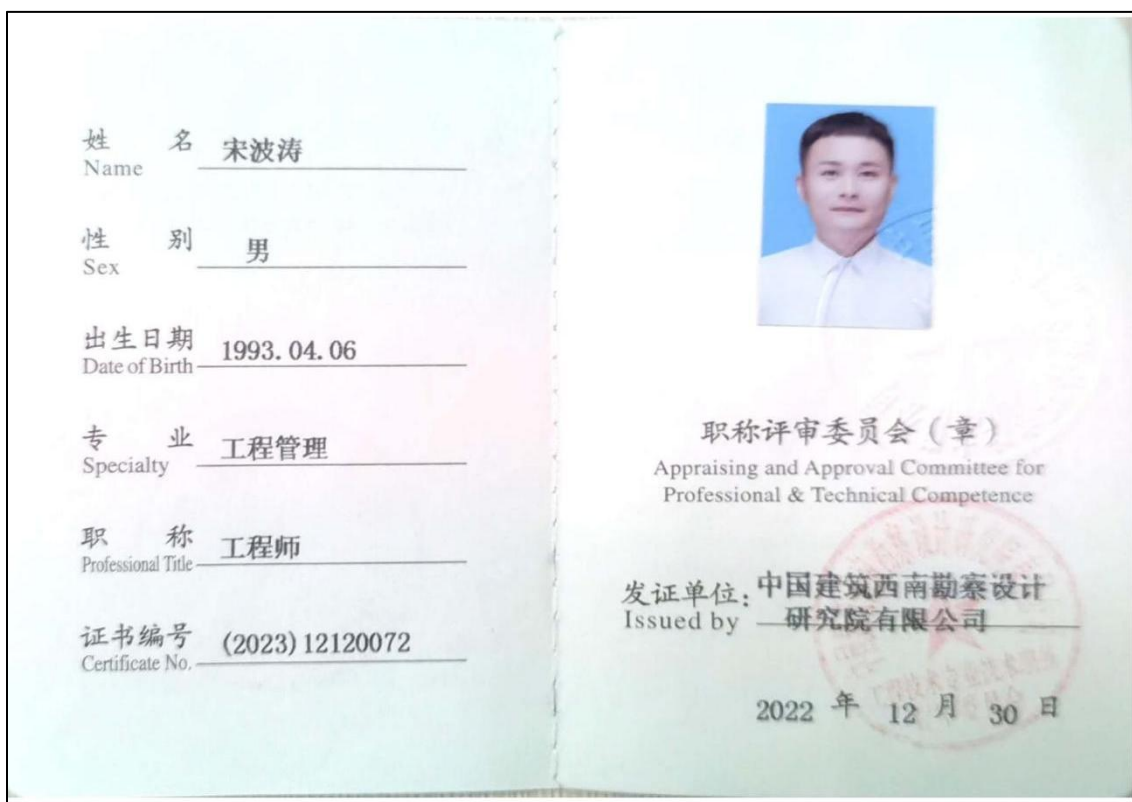 姓 名 宋波涛
Name
性 别 男
Sex
出生日期 1993.04.06
Date of Birth
专 业 工程管理
Specialty
职 称 工程师
Professional Title
证书编号 (2023)12120072
Certificate No.
职称评审委员会（章）
Appraising and Approval Committee for
Professional & Technical Competence
发证单位：中国建筑西南勘察设计
Issued by 研究院有限公司
2022 年 12 月 30 日